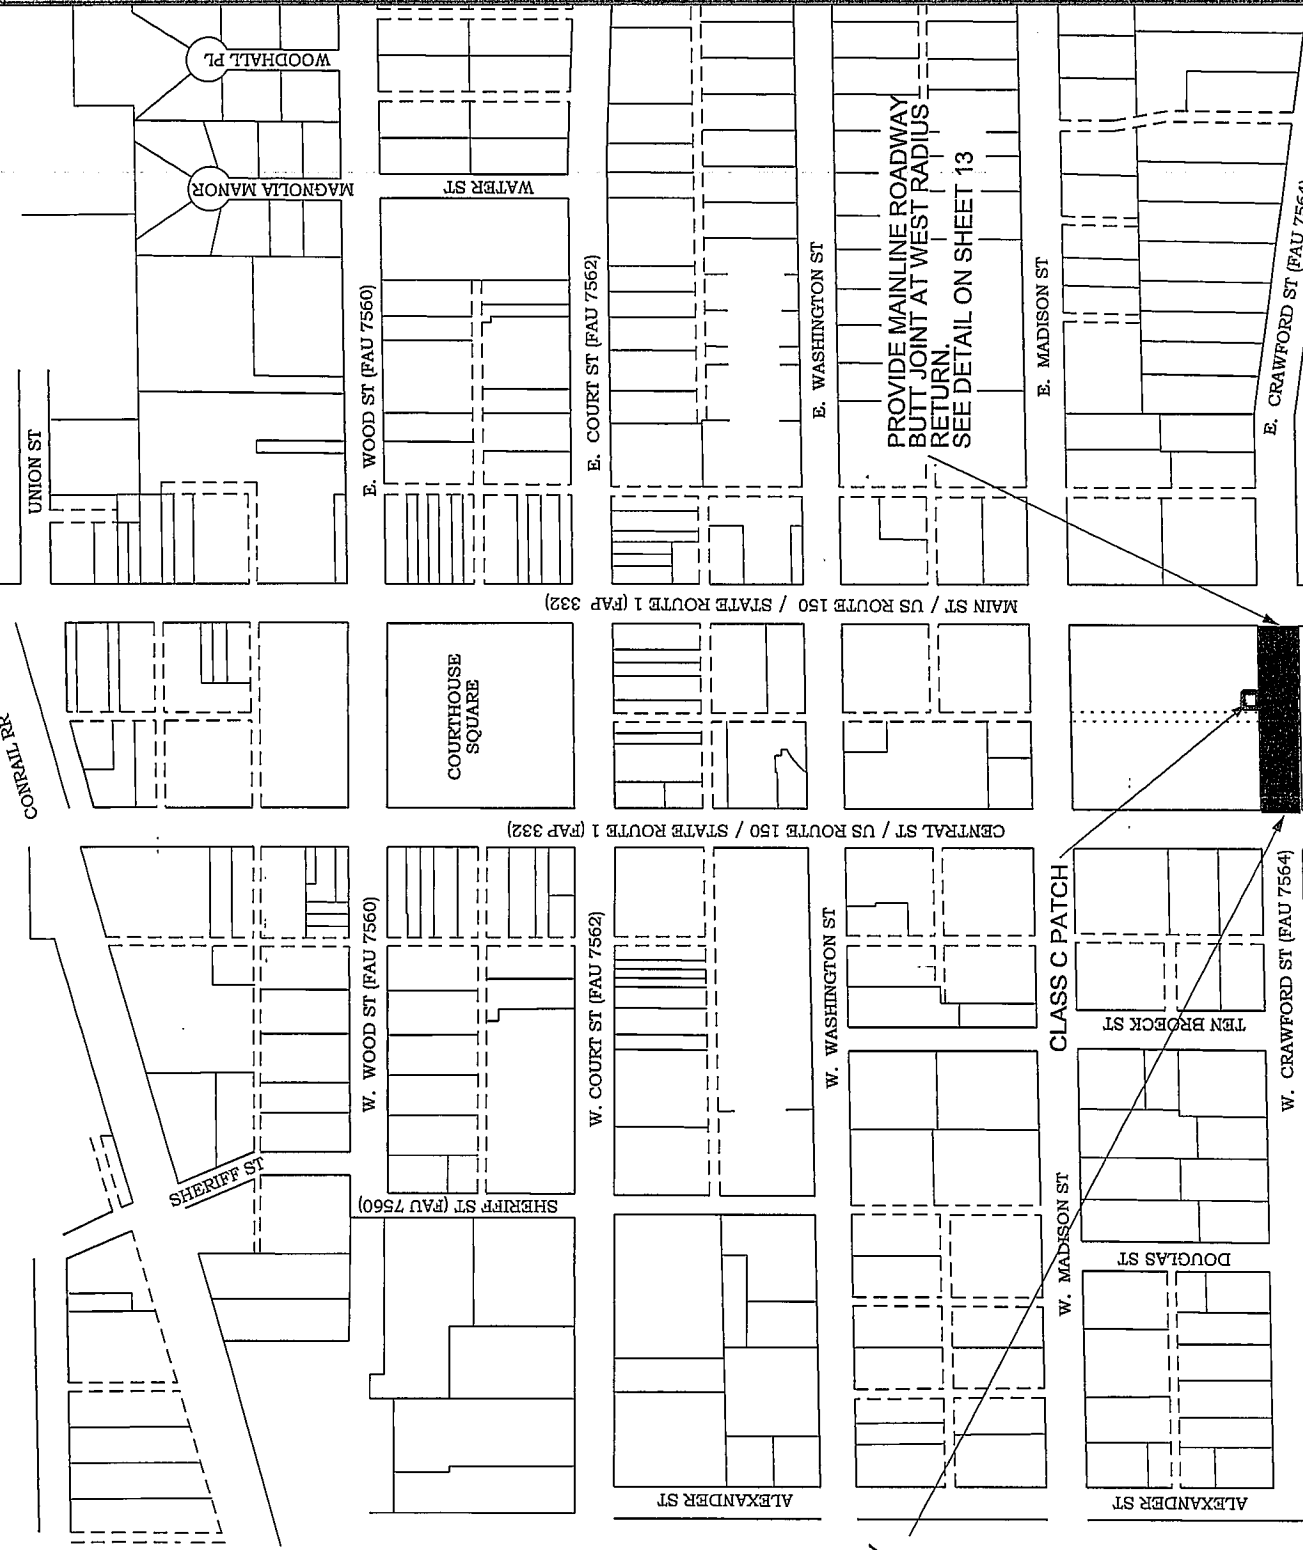 WOODHALL PL
MAGNOLIA MANOR
WATER ST
UNION ST
E. WOOD ST (FAU 7560)
E. COURT ST (FAU 7562)
E. WASHINGTON ST
PROVIDE MAINLINE ROADWAY
BUTT JOINT AT WEST RADIUS
RETURN.
SEE DETAIL ON SHEET 13
E. MADISON ST
E. CRAWFORD ST (FAU 7564)
MAIN ST / US ROUTE 150 / STATE ROUTE 1 (FAP 332)
CONRAIL RR
COURTHOUSE
SQUARE
CENTRAL ST / US ROUTE 150 / STATE ROUTE 1 (FAP 332)
W. WOOD ST (FAU 7560)
W. COURT ST (FAU 7562)
W. WASHINGTON ST
CLASS C PATCH
TEN BROECK ST
W. CRAWFORD ST (FAU 7564)
SHERIFF ST
SHERIFF ST (FAU 7560)
W. MADISON ST
DOUGLAS ST
ALEXANDER ST
ALEXANDER ST